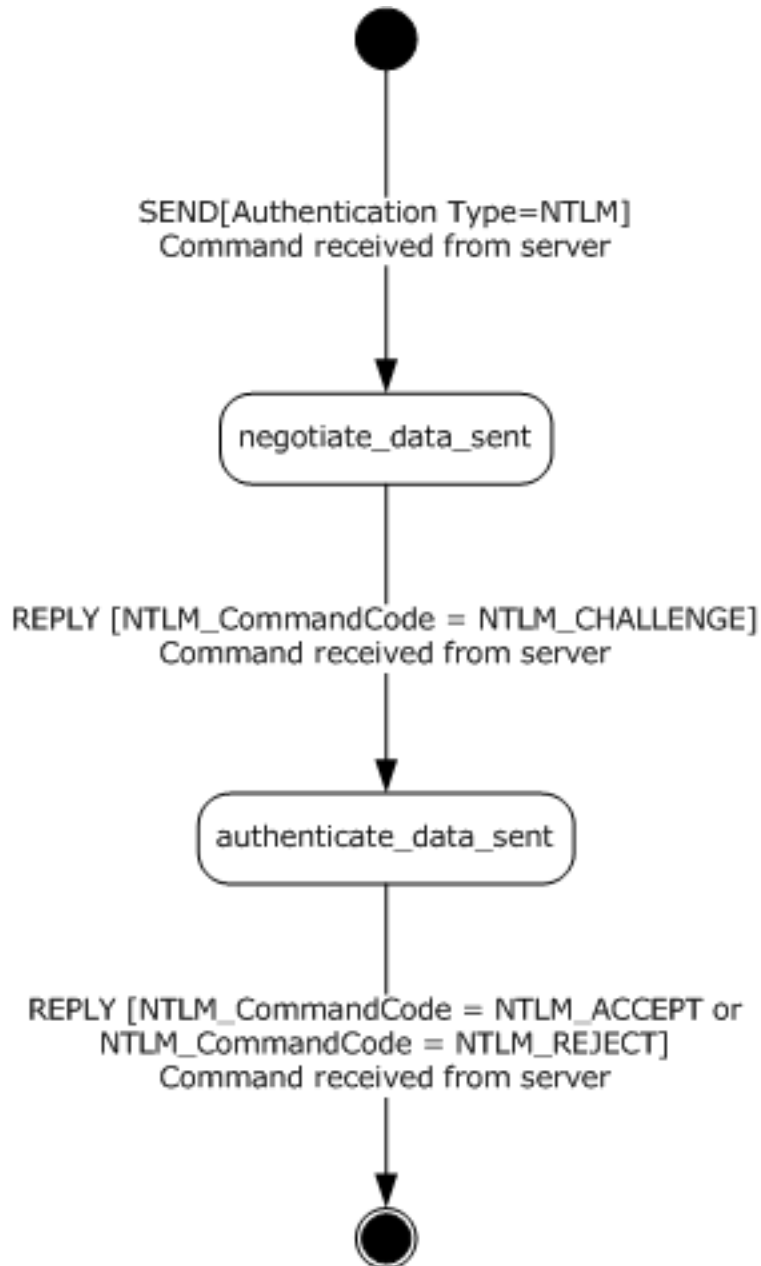 SEND[Authentication Type=NTLM]
Command received from server
negotiate_data_sent
REPLY [NTLM_CommandCode = NTLM_CHALLENGE]
Command received from server
authenticate_data_sent
REPLY [NTLM_CommandCode = NTLM_ACCEPT or
NTLM_CommandCode = NTLM_REJECT]
Command received from server